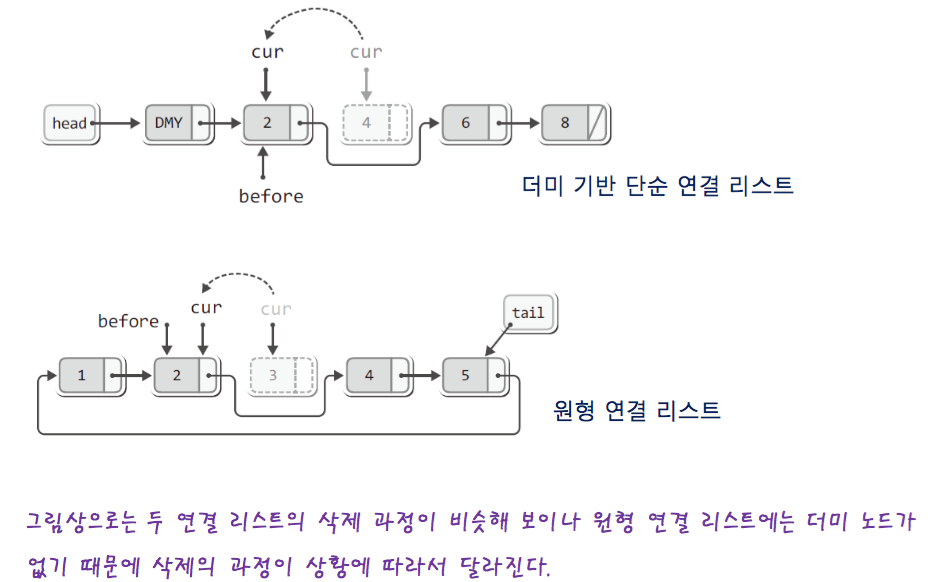 cur cur
head DMY 2 4 6 8
before
더미 기반 단순 연결 리스트
cur cur
before
tail
1 2 3 4 5
원형 연결 리스트
그림상으로는 두 연결 리스트의 삭제 과정이 비슷해 보이나 원형 연결 리스트에는 더미 노드가
없기 때문에 삭제의 과정이 상황에 따라서 달라진다.